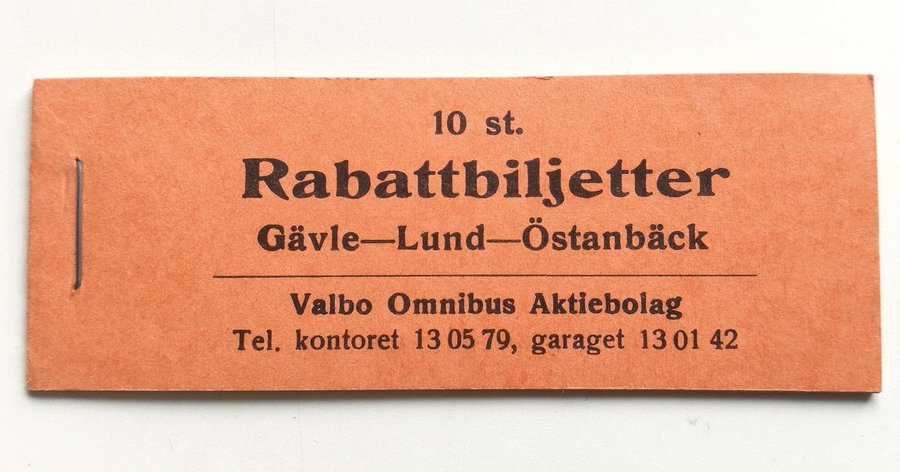 10 st.
Rabattbiljetter
Gävle—Lund—Östanbäck
Valbo Omnibus Aktiebolag
Tel. kontoret 13 05 79, garaget 13 01 42